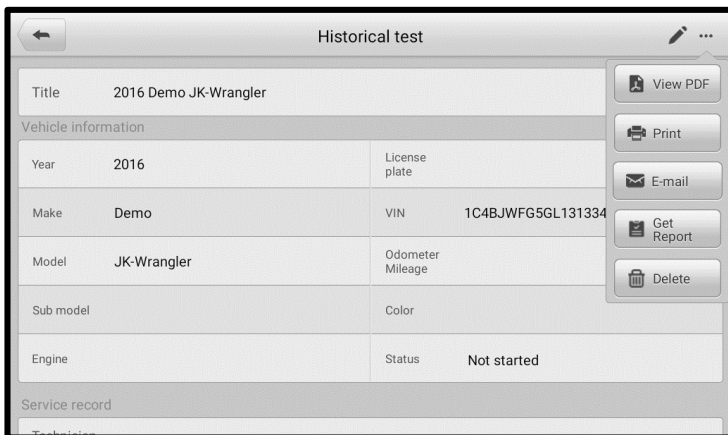 Historical test
Title 2016 Demo JK-Wrangler
View PDF
Vehicle information
Print
Year 2016
License
plate
E-mail
Make Demo
VIN 1C4BJWFG5GL131334
Get
Report
Model JK-Wrangler
Odometer
Mileage
Delete
Sub model
Color
Engine
Status Not started
Service record
Technician